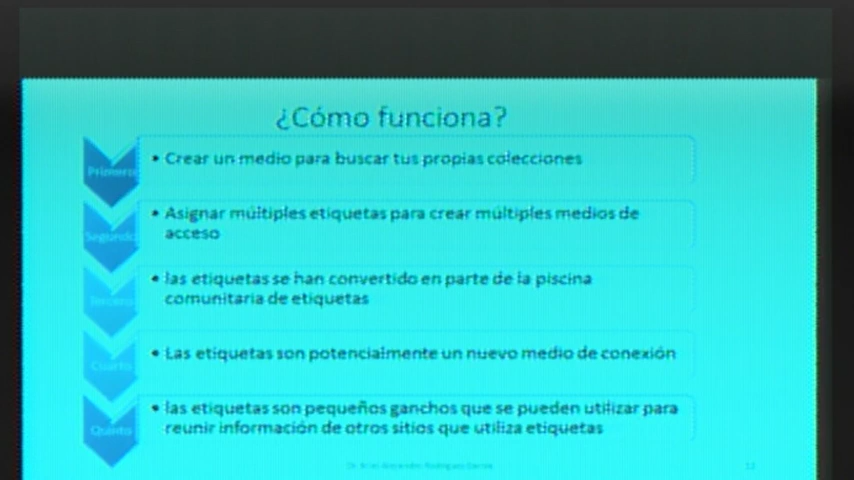 ¿Cómo funciona?
Primero
• Crear un medio para buscar tus propias colecciones
Segundo
• Asignar múltiples etiquetas para crear múltiples medios de
acceso
Tercero
• las etiquetas se han convertido en parte de la piscina
comunitaria de etiquetas
Cuarto
• Las etiquetas son potencialmente un nuevo medio de conexión
Quinto
• las etiquetas son pequeños ganchos que se pueden utilizar para
reunir información de otros sitios que utiliza etiquetas